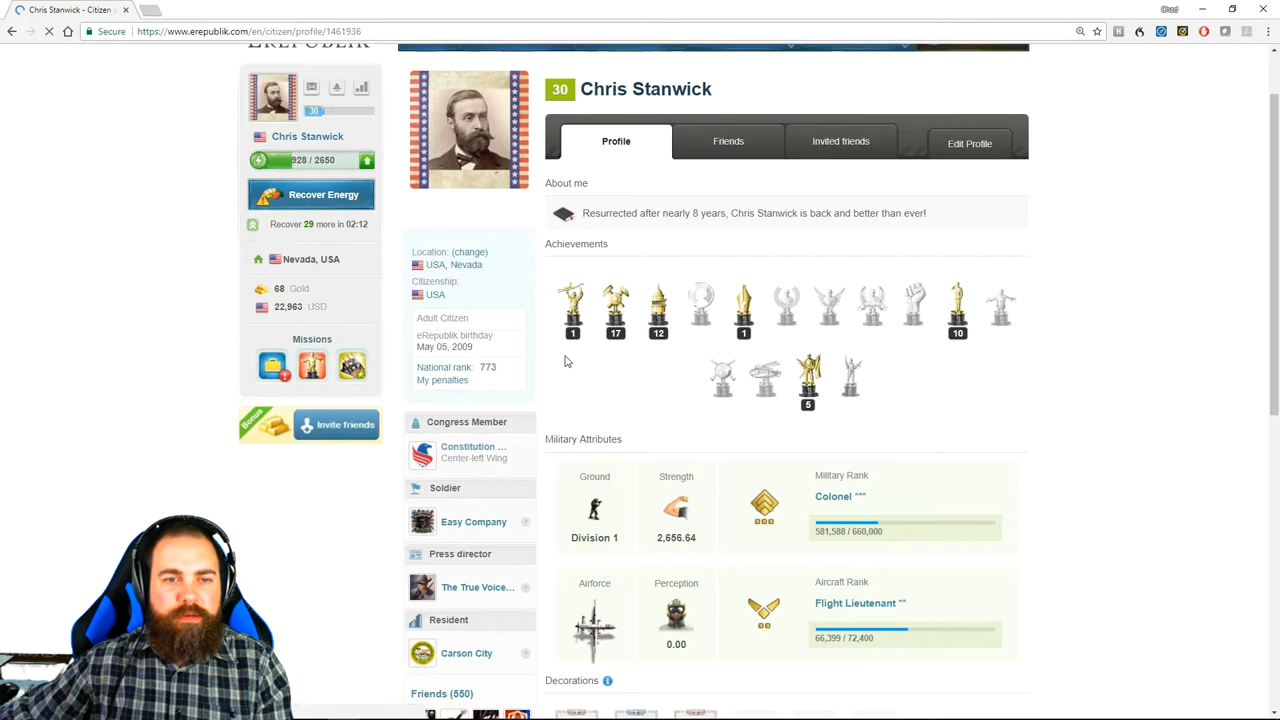 Chris Stanwick - Citizen
Chad
Secure
https://www.erepublik.com/en/citizen/profile/1461936
EREPUBLIK
30
Chris Stanwick
928 / 2650
Recover Energy
Recover 29 more in 02:12
Nevada, USA
68 Gold
22,963 USD
Missions
Bonus
Invite friends
Location: (change)
USA, Nevada
Citizenship:
USA
Adult Citizen
eRepublik birthday
May 05, 2009
National rank: 773
My penalties
Congress Member
Constitution ...
Center-left Wing
Soldier
Easy Company
Press director
The True Voice...
Resident
Carson City
Friends (550)
30 Chris Stanwick
Profile
Friends
Invited friends
Edit Profile
About me
Resurrected after nearly 8 years, Chris Stanwick is back and better than ever!
Achievements
1 17 12 1 10
5
Military Attributes
Ground
Division 1
Strength
2,656.64
Military Rank
Colonel ***
581,588 / 660,000
Airforce
Perception
0.00
Aircraft Rank
Flight Lieutenant **
66,399 / 72,400
Decorations